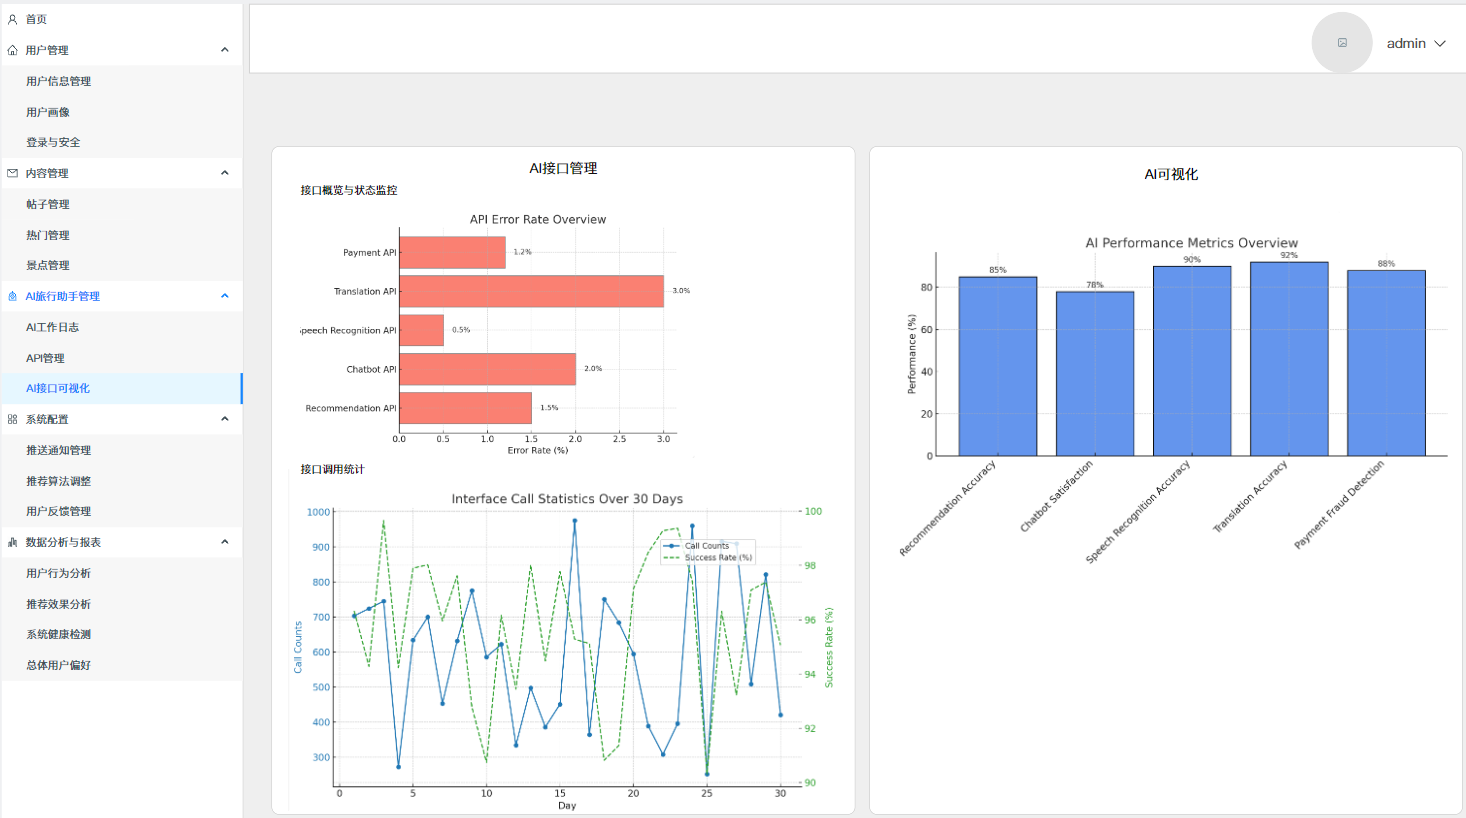 首页
用户管理
用户信息管理
用户画像
登录与安全
内容管理
帖子管理
热门管理
景点管理
AI旅行助手管理
AI工作日志
API管理
AI接口可视化
系统配置
推送通知管理
推荐算法调整
用户反馈管理
数据分析与报表
用户行为分析
推荐效果分析
系统健康检测
总体用户偏好
admin
AI接口管理
接口概览与状态监控
API Error Rate Overview
Payment API
1.2%
Translation API
3.0%
peech Recognition API
0.5%
Chatbot API
2.0%
Recommendation API
1.5%
0.0 0.5 1.0 1.5 2.0 2.5 3.0
Error Rate (%)
接口调用统计
Interface Call Statistics Over 30 Days
1000
900
800
700
600
500
400
300
Call Counts
Call Counts
Success Rate (%)
100
98
96
94
92
90
Success Rate (%)
0 5 10 15 20 25 30
Day
AI可视化
AI Performance Metrics Overview
85% 78% 90% 92% 88%
80
60
40
20
0
Performance (%)
Recommendation Accuracy
Chatbot Satisfaction
Speech Recognition Accuracy
Translation Accuracy
Payment Fraud Detection